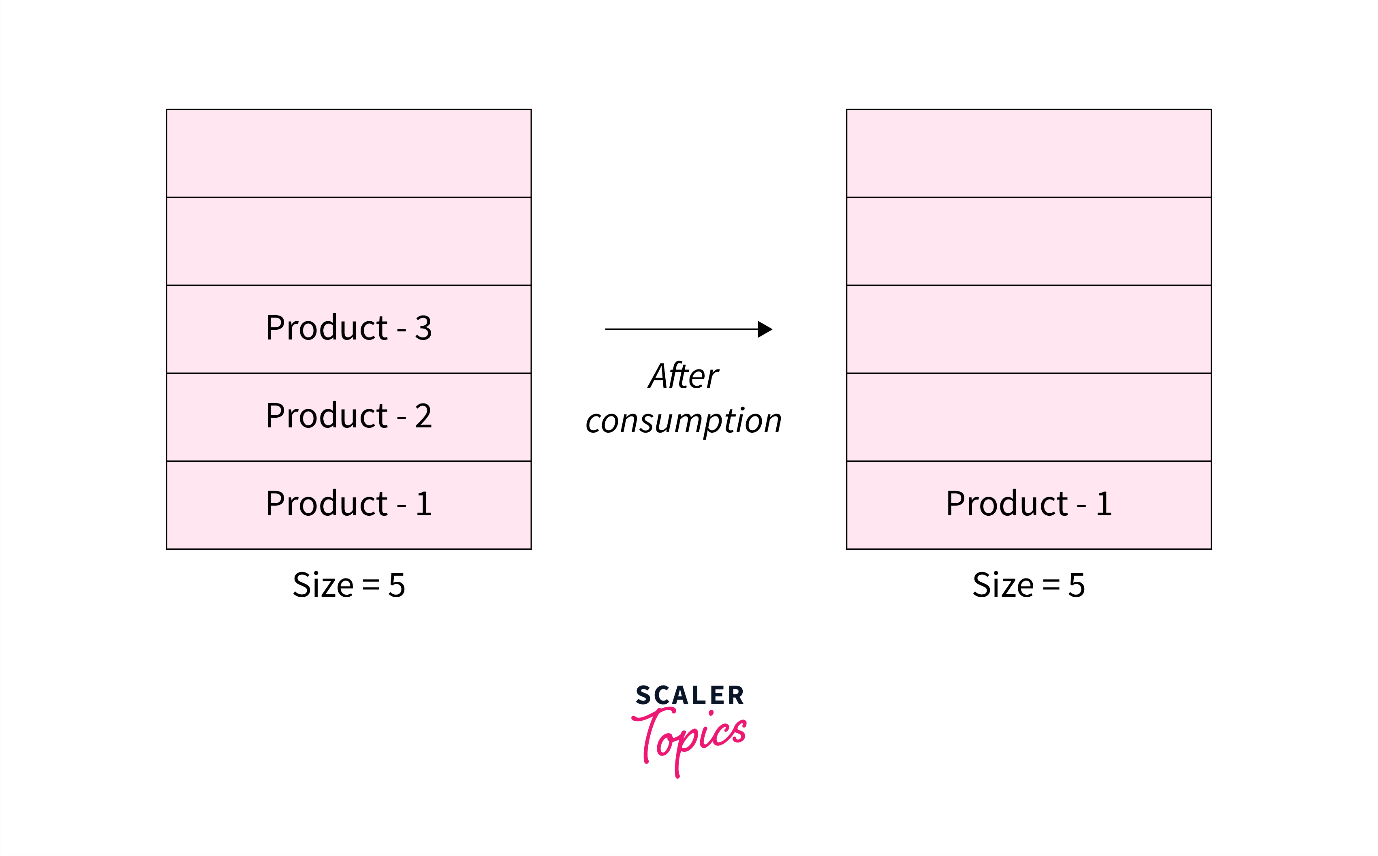 Product - 3
Product - 2
Product - 1
Size = 5
After
consumption
Product - 1
Size = 5
SCALER
Topics